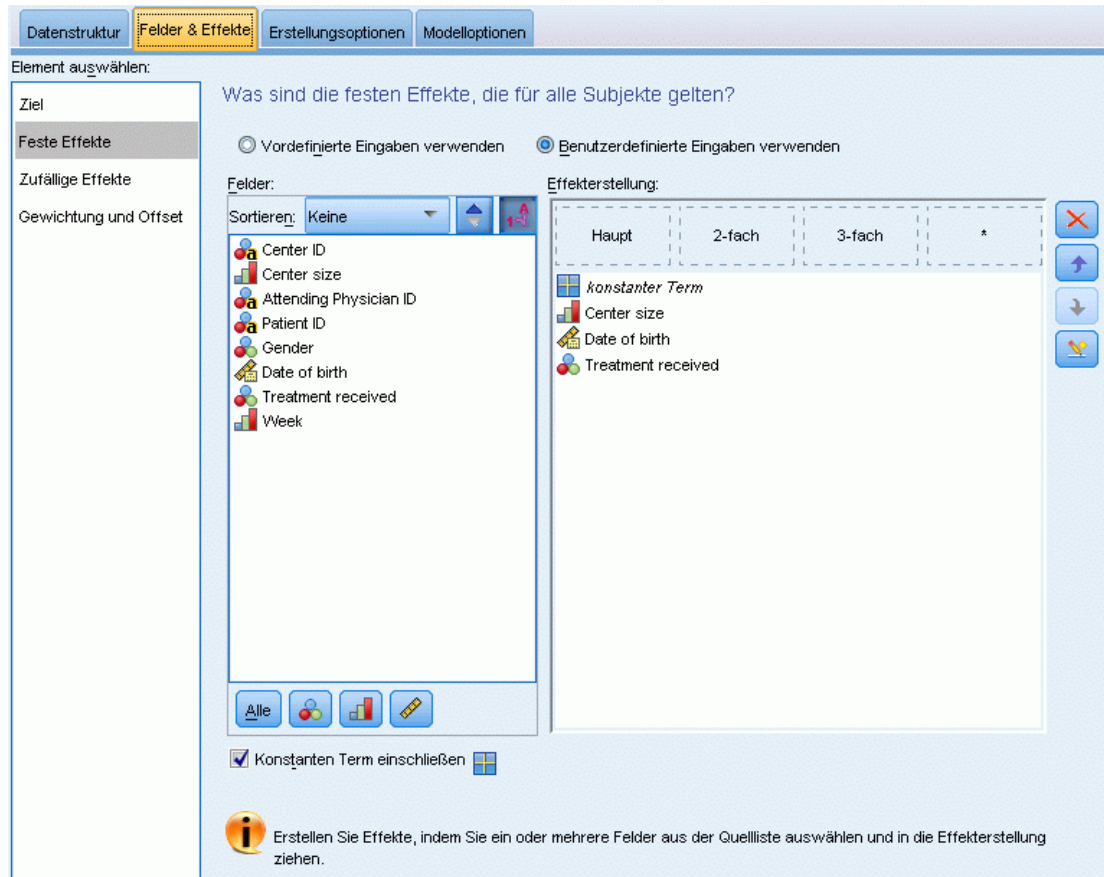 Datenstruktur Felder & Effekte Erstellungsoptionen Modelloptionen
Element auswählen:
Ziel
Feste Effekte
Zufällige Effekte
Gewichtung und Offset
Was sind die festen Effekte, die für alle Subjekte gelten?
Vordefinierte Eingaben verwenden Benutzerdefinierte Eingaben verwenden
Felder:
Sortieren: Keine
Center ID
Center size
Attending Physician ID
Patient ID
Gender
Date of birth
Treatment received
Week
Alle
Effekterstellung:
Haupt 2-fach 3-fach *
konstanter Term
Center size
Date of birth
Treatment received
Konstanten Term einschließen
Erstellen Sie Effekte, indem Sie ein oder mehrere Felder aus der Quellliste auswählen und in die Effekterstellung
ziehen.